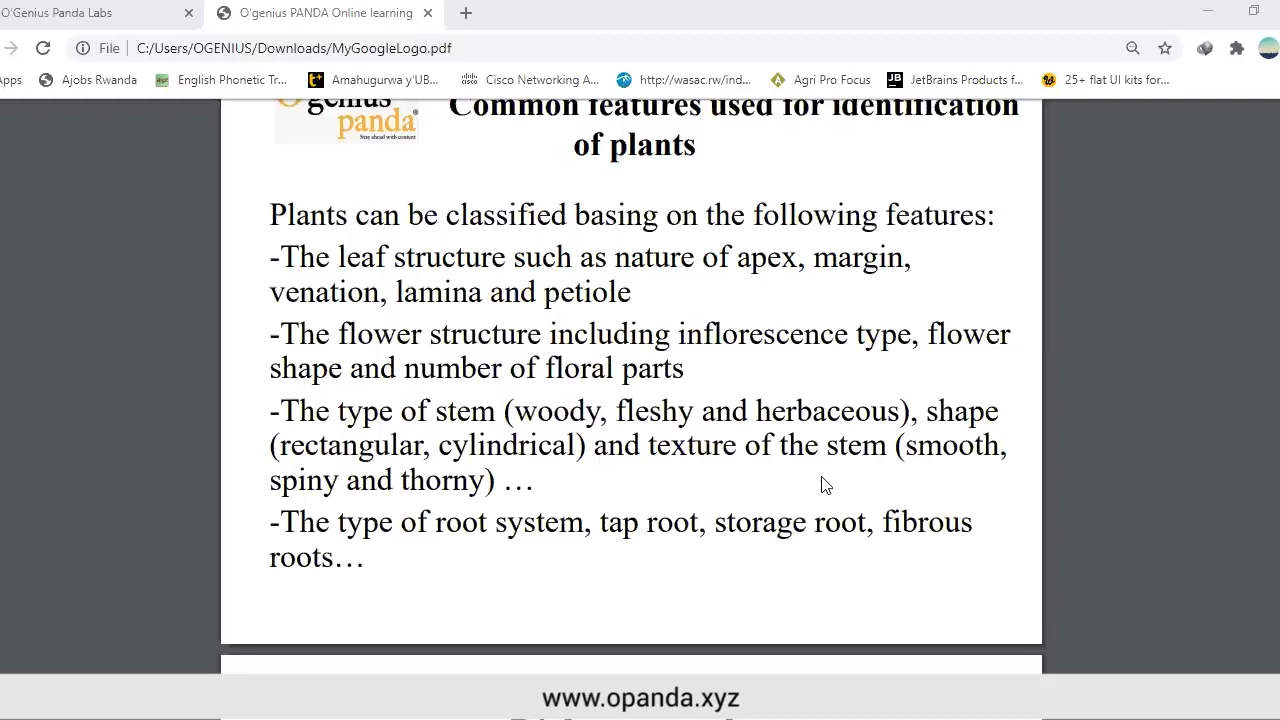 O'Genius Panda Labs
O'genius PANDA Online learning
File
C:/Users/OGENIUS/Downloads/MyGoogleLogo.pdf
Apps
Ajobs Rwanda
English Phonetic Tr...
Amahugurwa y'UB...
Cisco Networking A...
http://wasac.rw/ind...
Agri Pro Focus
JetBrains Products f...
25+ flat UI kits for...
O'genius
panda
Stay ahead with content
Common features used for identification
of plants
Plants can be classified basing on the following features:
-The leaf structure such as nature of apex, margin,
venation, lamina and petiole
-The flower structure including inflorescence type, flower
shape and number of floral parts
-The type of stem (woody, fleshy and herbaceous), shape
(rectangular, cylindrical) and texture of the stem (smooth,
spiny and thorny) …
-The type of root system, tap root, storage root, fibrous
roots…
www.opanda.xyz